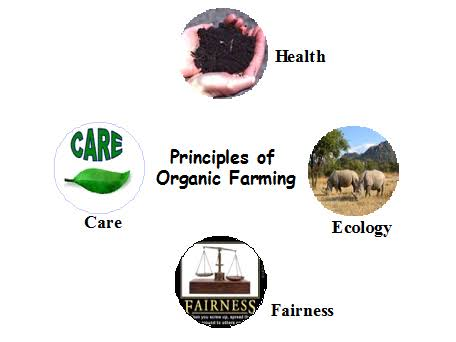 Health
CARE
Principles of
Organic Farming
Care
Ecology
FAIRNESS
Fairness